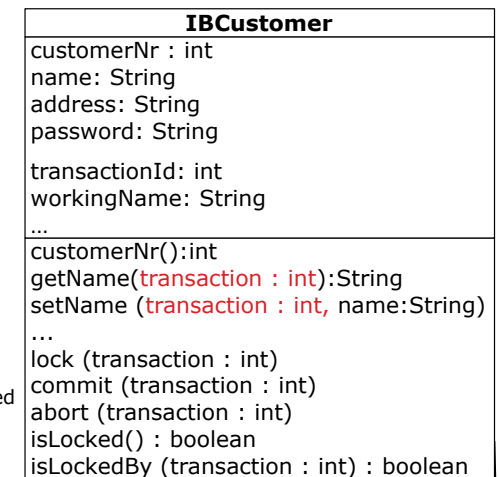 IBCustomer
customerNr : int
name: String
address: String
password: String
transactionId: int
workingName: String
…
customerNr():int
getName(transaction : int):String
setName (transaction : int, name:String)
...
lock (transaction : int)
commit (transaction : int)
abort (transaction : int)
isLocked() : boolean
isLockedBy (transaction : int) : boolean